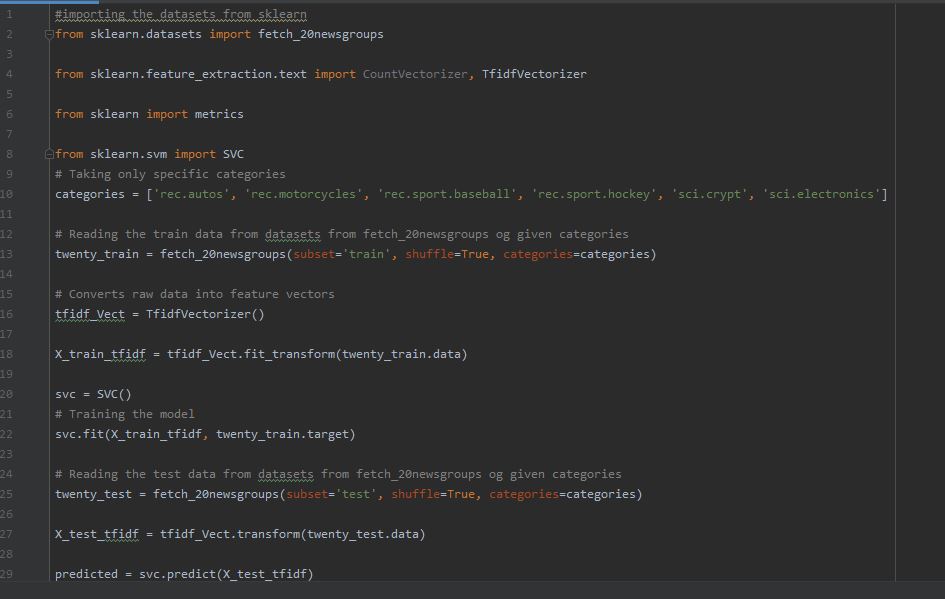 1 #importing the datasets from sklearn
2 from sklearn.datasets import fetch_20newsgroups
3
4 from sklearn.feature_extraction.text import CountVectorizer, TfidfVectorizer
5
6 from sklearn import metrics
7
8 from sklearn.svm import SVC
9 # Taking only specific categories
10 categories = ['rec.autos', 'rec.motorcycles', 'rec.sport.baseball', 'rec.sport.hockey', 'sci.crypt', 'sci.electronics']
11
12 # Reading the train data from datasets from fetch_20newsgroups og given categories
13 twenty_train = fetch_20newsgroups(subset='train', shuffle=True, categories=categories)
14
15 # Converts raw data into feature vectors
16 tfidf_Vect = TfidfVectorizer()
17
18 X_train_tfidf = tfidf_Vect.fit_transform(twenty_train.data)
19
20 svc = SVC()
21 # Training the model
22 svc.fit(X_train_tfidf, twenty_train.target)
23
24 # Reading the test data from datasets from fetch_20newsgroups og given categories
25 twenty_test = fetch_20newsgroups(subset='test', shuffle=True, categories=categories)
26
27 X_test_tfidf = tfidf_Vect.transform(twenty_test.data)
28
29 predicted = svc.predict(X_test_tfidf)